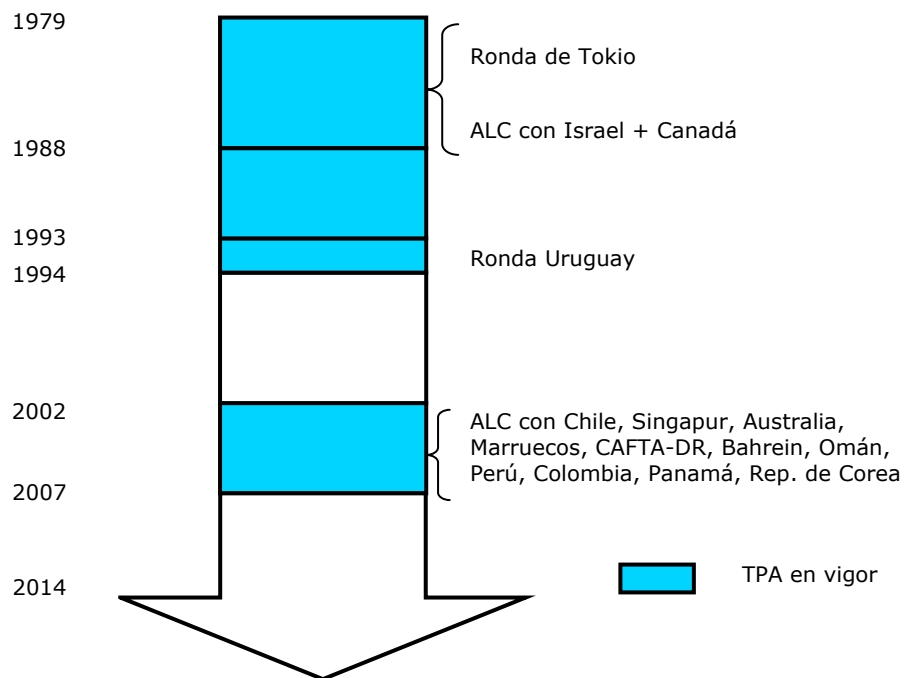 1979
Ronda de Tokio
ALC con Israel + Canadá
1988
1993
Ronda Uruguay
1994
2002
ALC con Chile, Singapur, Australia,
Marruecos, CAFTA-DR, Bahrein, Omán,
Perú, Colombia, Panamá, Rep. de Corea
2007
2014
TPA en vigor